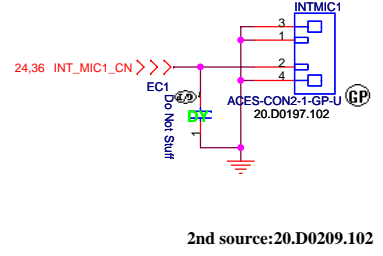 INTMIC1
3
1
24,36 INT_MIC1_CN
2
4
EC1
ACES-CON2-1-GP-U
GP
20.D0197.102
DY
Do Not Stuff
1
2nd source:20.D0209.102